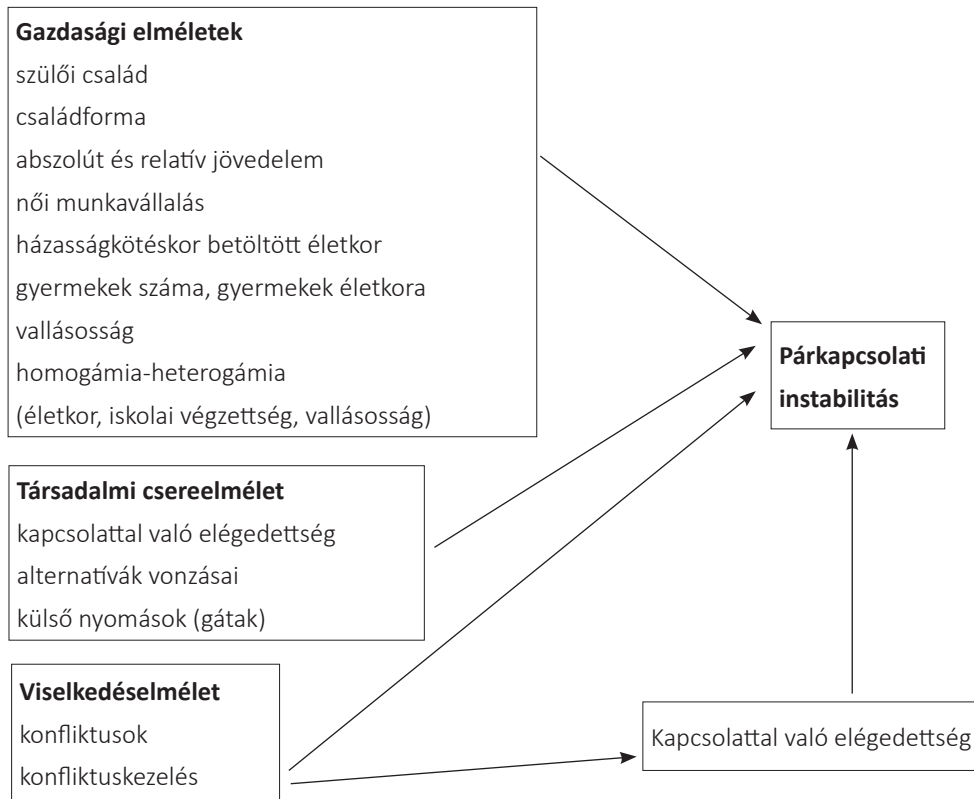 Gazdasági elméletek
szülői család
családforma
abszolút és relatív jövedelem
női munkavállalás
házasságkötéskor betöltött életkor
gyermekek száma, gyermekek életkora
vallásosság
homogámia-heterogámia
(életkor, iskolai végzettség, vallásosság)
Társadalmi csereelmélet
kapcsolattal való elégedettség
alternatívák vonzásai
külső nyomások (gátak)
Viselkedéselmélet
konfliktusok
konfliktuskezelés
Párkapcsolati
instabilitás
Kapcsolattal való elégedettség